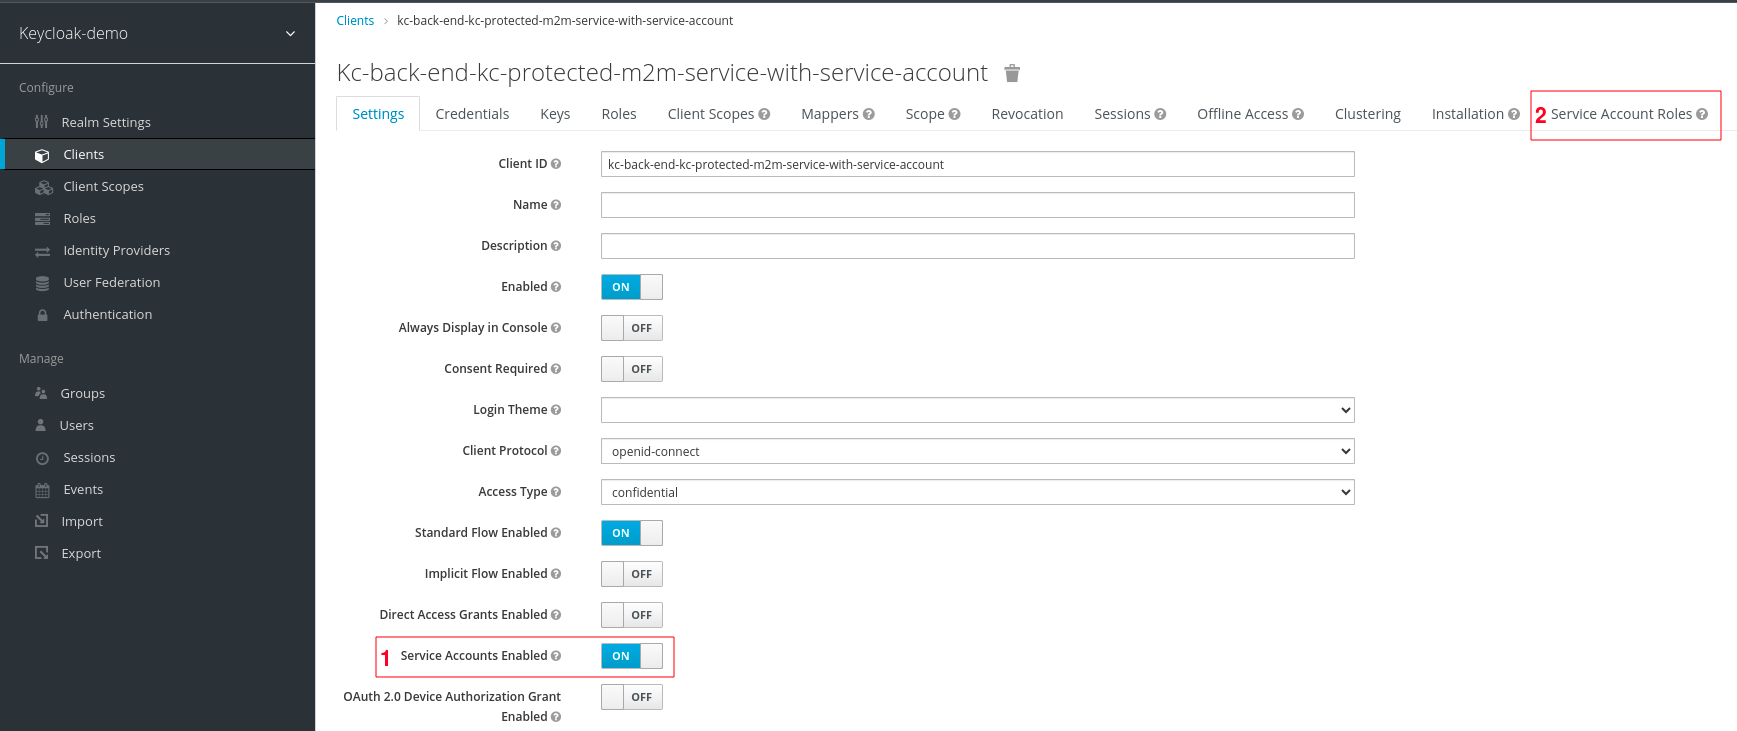 Keycloak-demo
Configure
Realm Settings
Clients
Client Scopes
Roles
Identity Providers
User Federation
Authentication
Manage
Groups
Users
Sessions
Events
Import
Export
Clients > kc-back-end-kc-protected-m2m-service-with-service-account
Kc-back-end-kc-protected-m2m-service-with-service-account
Settings Credentials Keys Roles Client Scopes Mappers Scope Revocation Sessions Offline Access Clustering Installation 2 Service Account Roles
Client ID kc-back-end-kc-protected-m2m-service-with-service-account
Name
Description
Enabled ON
Always Display in Console OFF
Consent Required OFF
Login Theme
Client Protocol openid-connect
Access Type confidential
Standard Flow Enabled ON
Implicit Flow Enabled OFF
Direct Access Grants Enabled OFF
1 Service Accounts Enabled ON
OAuth 2.0 Device Authorization Grant OFF
Enabled